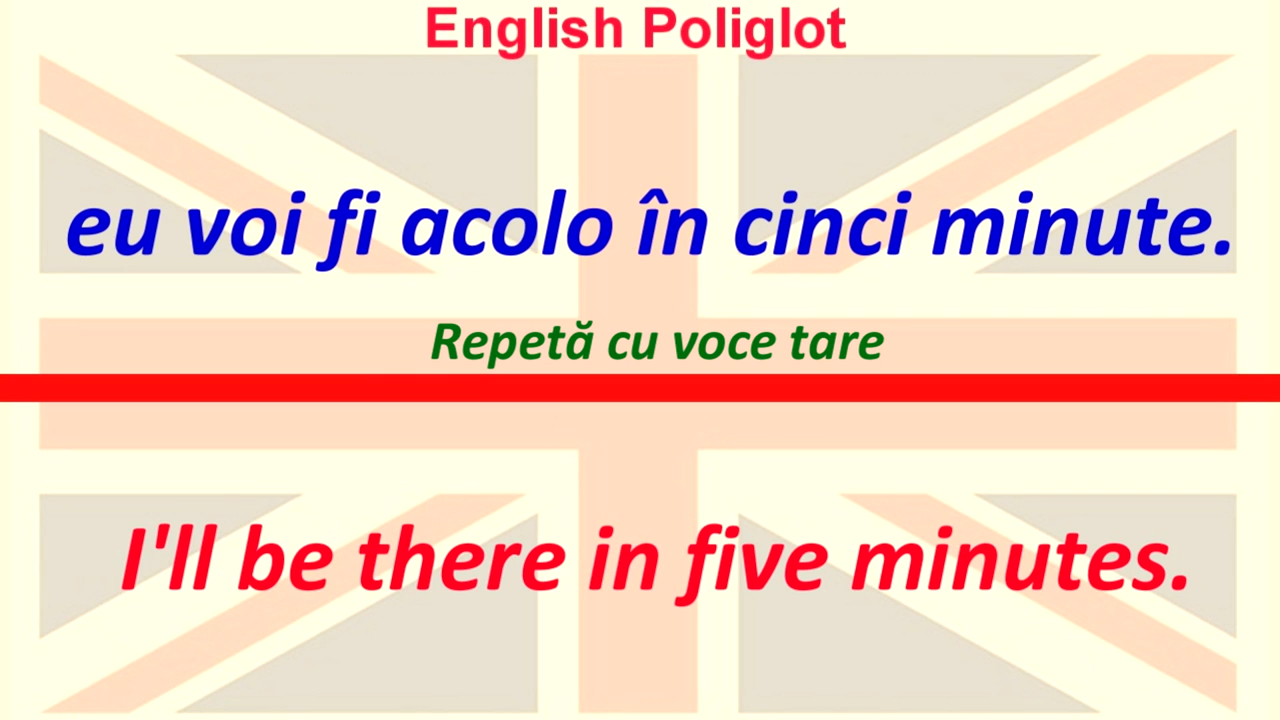 English Poliglot
eu voi fi acolo în cinci minute.
Repetă cu voce tare
I'll be there in five minutes.